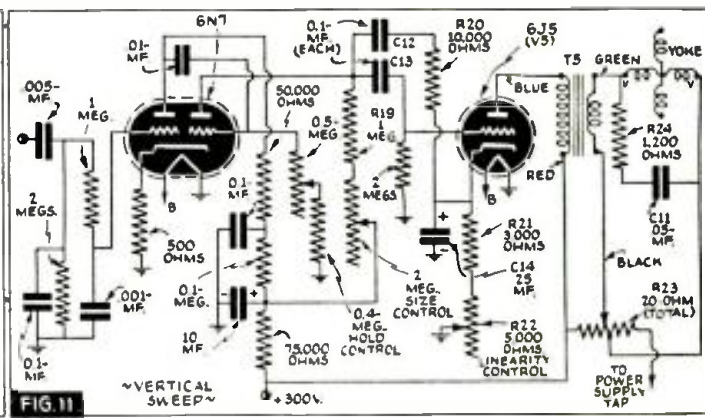 6N7
.01-
MF.
0.1-
MF.
(EACH)
C12
C13
R20
10,000
OHMS
6J5
(V5)
T5
GREEN
YOKE
V
V
.005-
MF.
1
MEG.
50,000
OHMS
0.5-
MEG.
R19
1
MEG.
BLUE
RED
R24
1,200
OHMS
2
MEGS.
B
500
OHMS
0.1
MF.
2
MEGS
B
R21
3,000
OHMS
C14
25
MF.
C11
.05-
MF.
BLACK
R23
20 OHM
(TOTAL)
0.1-
MF.
.001-
MF.
0.1-
MEG.
10
MF.
75,000
OHMS
0.4-
MEG.
HOLD
CONTROL
2
MEG.
SIZE
CONTROL
R22
5,000
OHMS
LINEARITY
CONTROL
TO
POWER
SUPPLY
TAP
~VERTICAL
SWEEP~
+300V.
FIG. 11